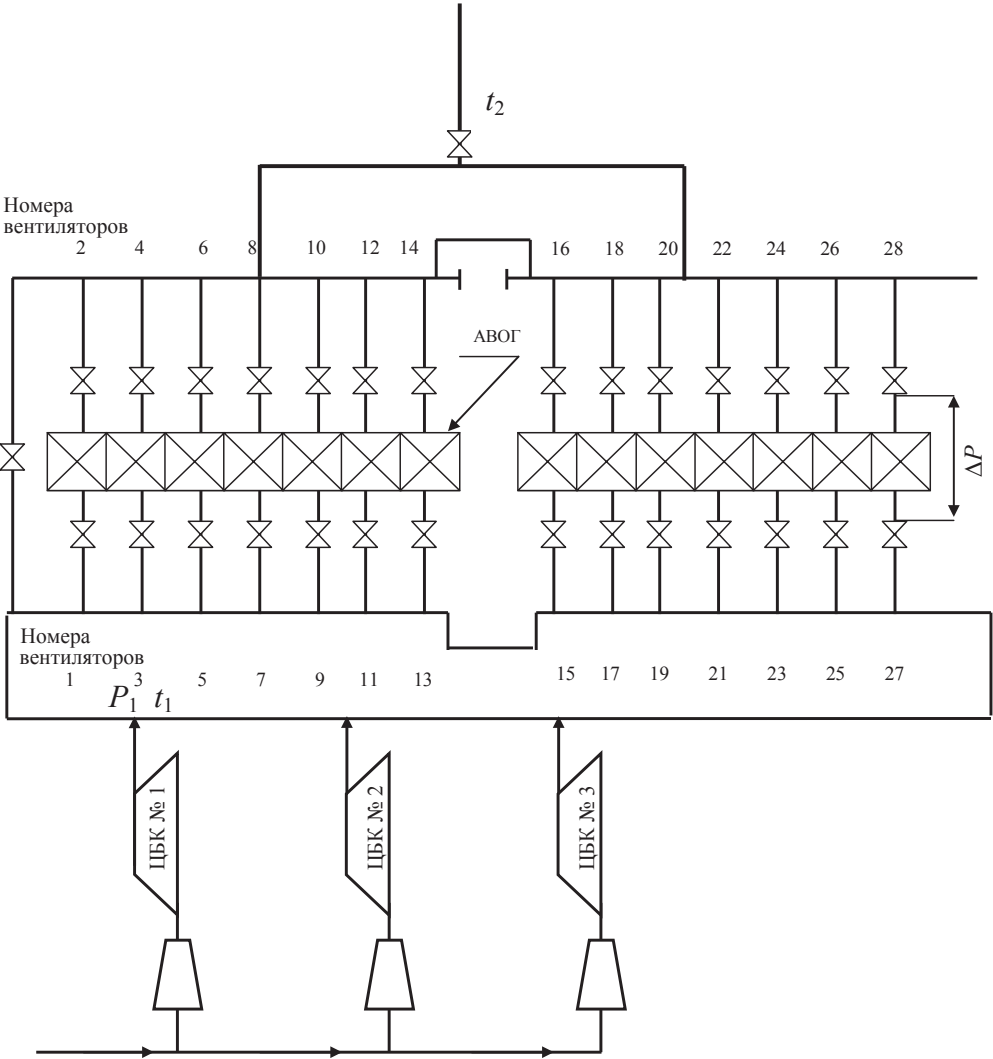 t2
Номера
вентиляторов
2 4 6 8 10 12 14 16 18 20 22 24 26 28
АВОГ
ΔP
Номера
вентиляторов
1 3 5 7 9 11 13 15 17 19 21 23 25 27
P1 t1
ЦБК № 1
ЦБК № 2
ЦБК № 3